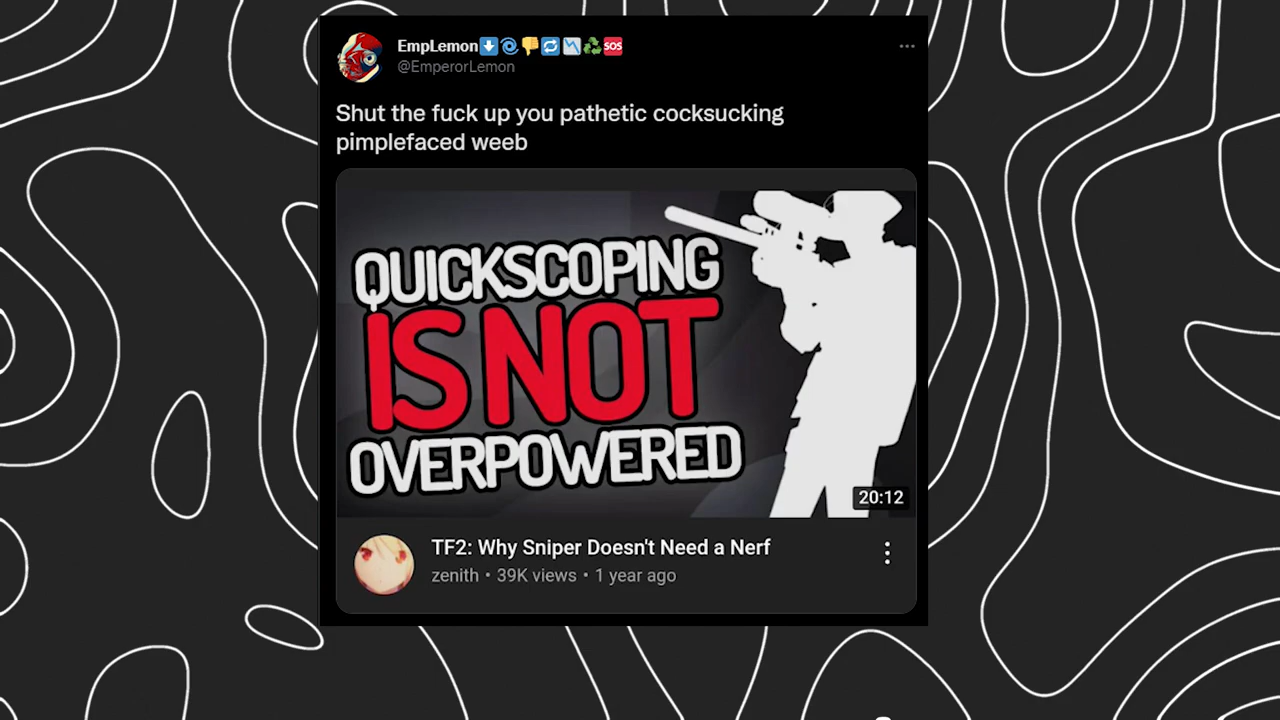 EmpLemon⬇️🌀👎🔁📉♻️🆘
@EmperorLemon
Shut the fuck up you pathetic cocksucking
pimplefaced weeb
QUICKSCOPING
IS NOT
OVERPOWERED
20:12
TF2: Why Sniper Doesn't Need a Nerf
zenith • 39K views • 1 year ago